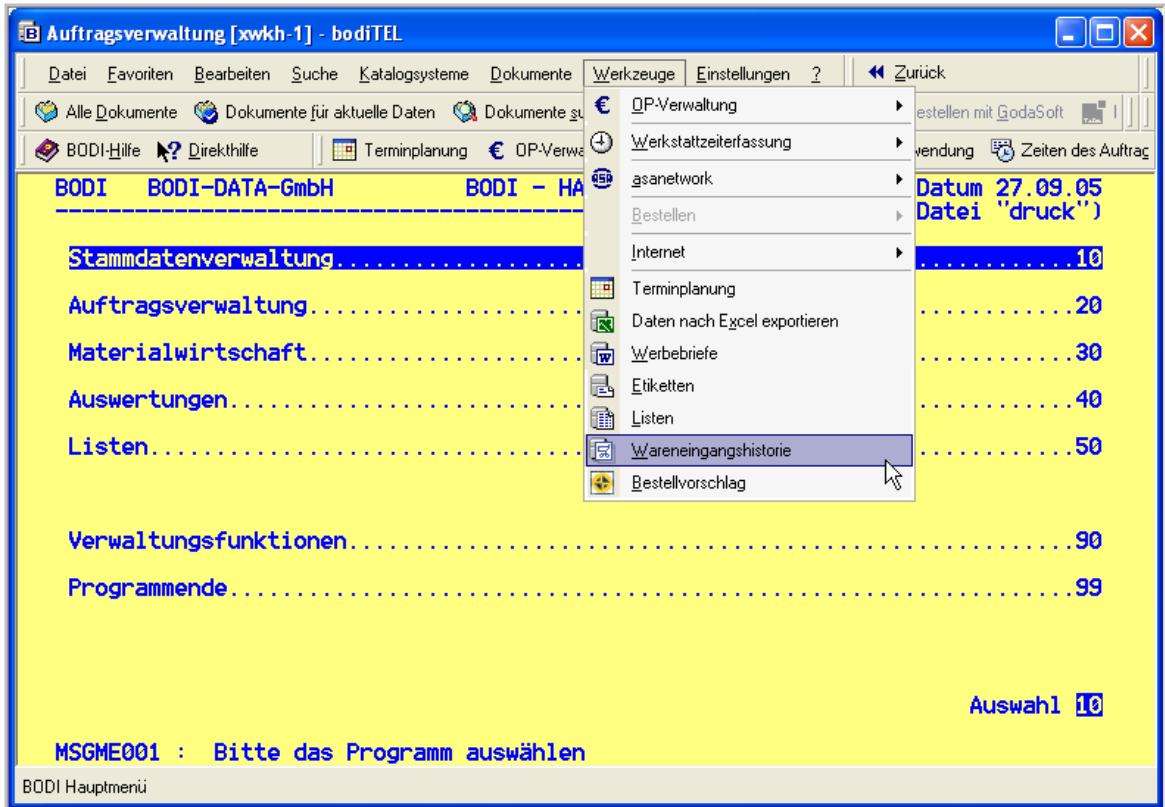 Auftragsverwaltung [xwkh-1] - bodiTEL
Datei Favoriten Bearbeiten Suche Katalogsysteme Dokumente Werkzeuge Einstellungen ? Zurück
Alle Dokumente Dokumente für aktuelle Daten Dokumente su estellen mit GodaSoft
BODI-Hilfe Direkthilfe Terminplanung € OP-Verwa wendung Zeiten des Auftrag
OP-Verwaltung
Werkstattzeiterfassung
asanetwork
Bestellen
Internet
Terminplanung
Daten nach Excel exportieren
Werbebriefe
Etiketten
Listen
Wareneingangshistorie
Bestellvorschlag
BODI BODI-DATA-GmbH BODI - HA Datum 27.09.05
Datei "druck")
Stammdatenverwaltung....................10
Auftragsverwaltung....................20
Materialwirtschaft....................30
Auswertungen....................40
Listen....................50
Verwaltungsfunktionen....................90
Programmende....................99
Auswahl 10
MSGME001 : Bitte das Programm auswählen
BODI Hauptmenü